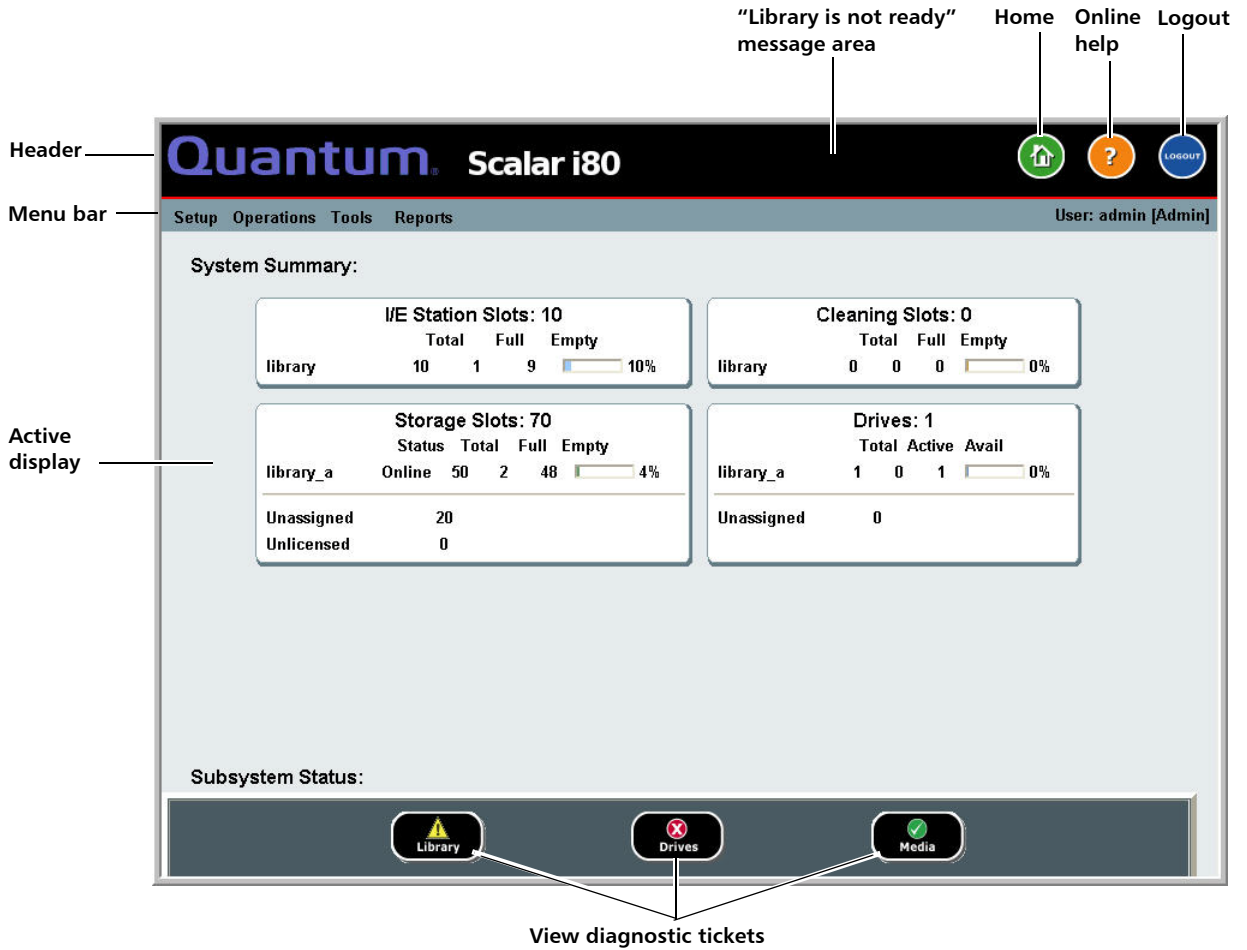 “Library is not ready” message area
Home
Online help
Logout
Header
Quantum® Scalar i80
LOGOUT
?
Menu bar
Setup Operations Tools Reports
User: admin [Admin]
System Summary:
I/E Station Slots: 10
Total Full Empty
library 10 1 9 10%
Cleaning Slots: 0
Total Full Empty
library 0 0 0 0%
Active display
Storage Slots: 70
Status Total Full Empty
library_a Online 50 2 48 4%
Unassigned 20
Unlicensed 0
Drives: 1
Total Active Avail
library_a 1 0 1 0%
Unassigned 0
Subsystem Status:
Library
Drives
Media
View diagnostic tickets